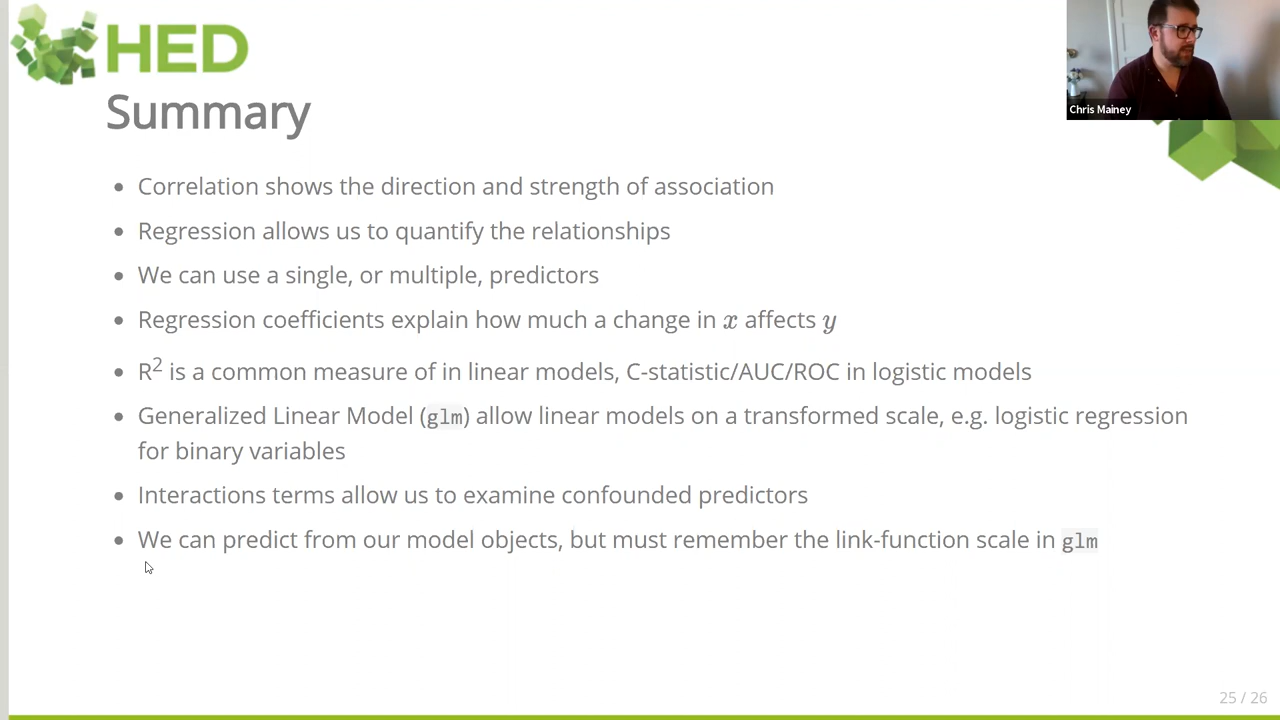 HED
Chris Mainey
Summary
• Correlation shows the direction and strength of association
• Regression allows us to quantify the relationships
• We can use a single, or multiple, predictors
• Regression coefficients explain how much a change in x affects y
• R² is a common measure of in linear models, C-statistic/AUC/ROC in logistic models
• Generalized Linear Model (glm) allow linear models on a transformed scale, e.g. logistic regression
for binary variables
• Interactions terms allow us to examine confounded predictors
• We can predict from our model objects, but must remember the link-function scale in glm
25 / 26